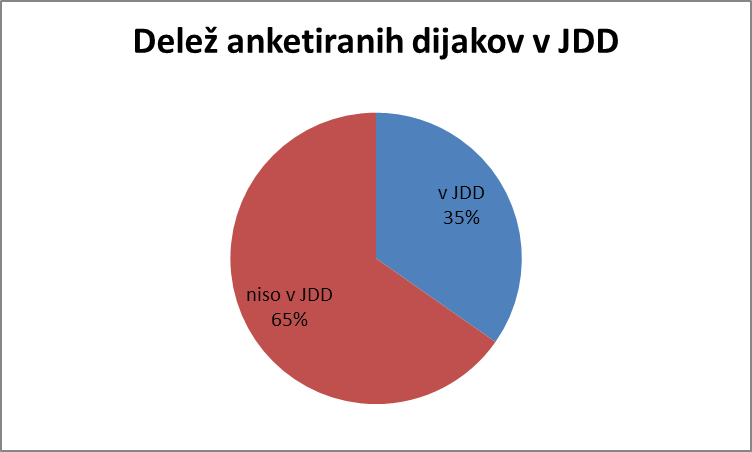 Delež anketiranih dijakov v JDD
v JDD
35%
niso v JDD
65%